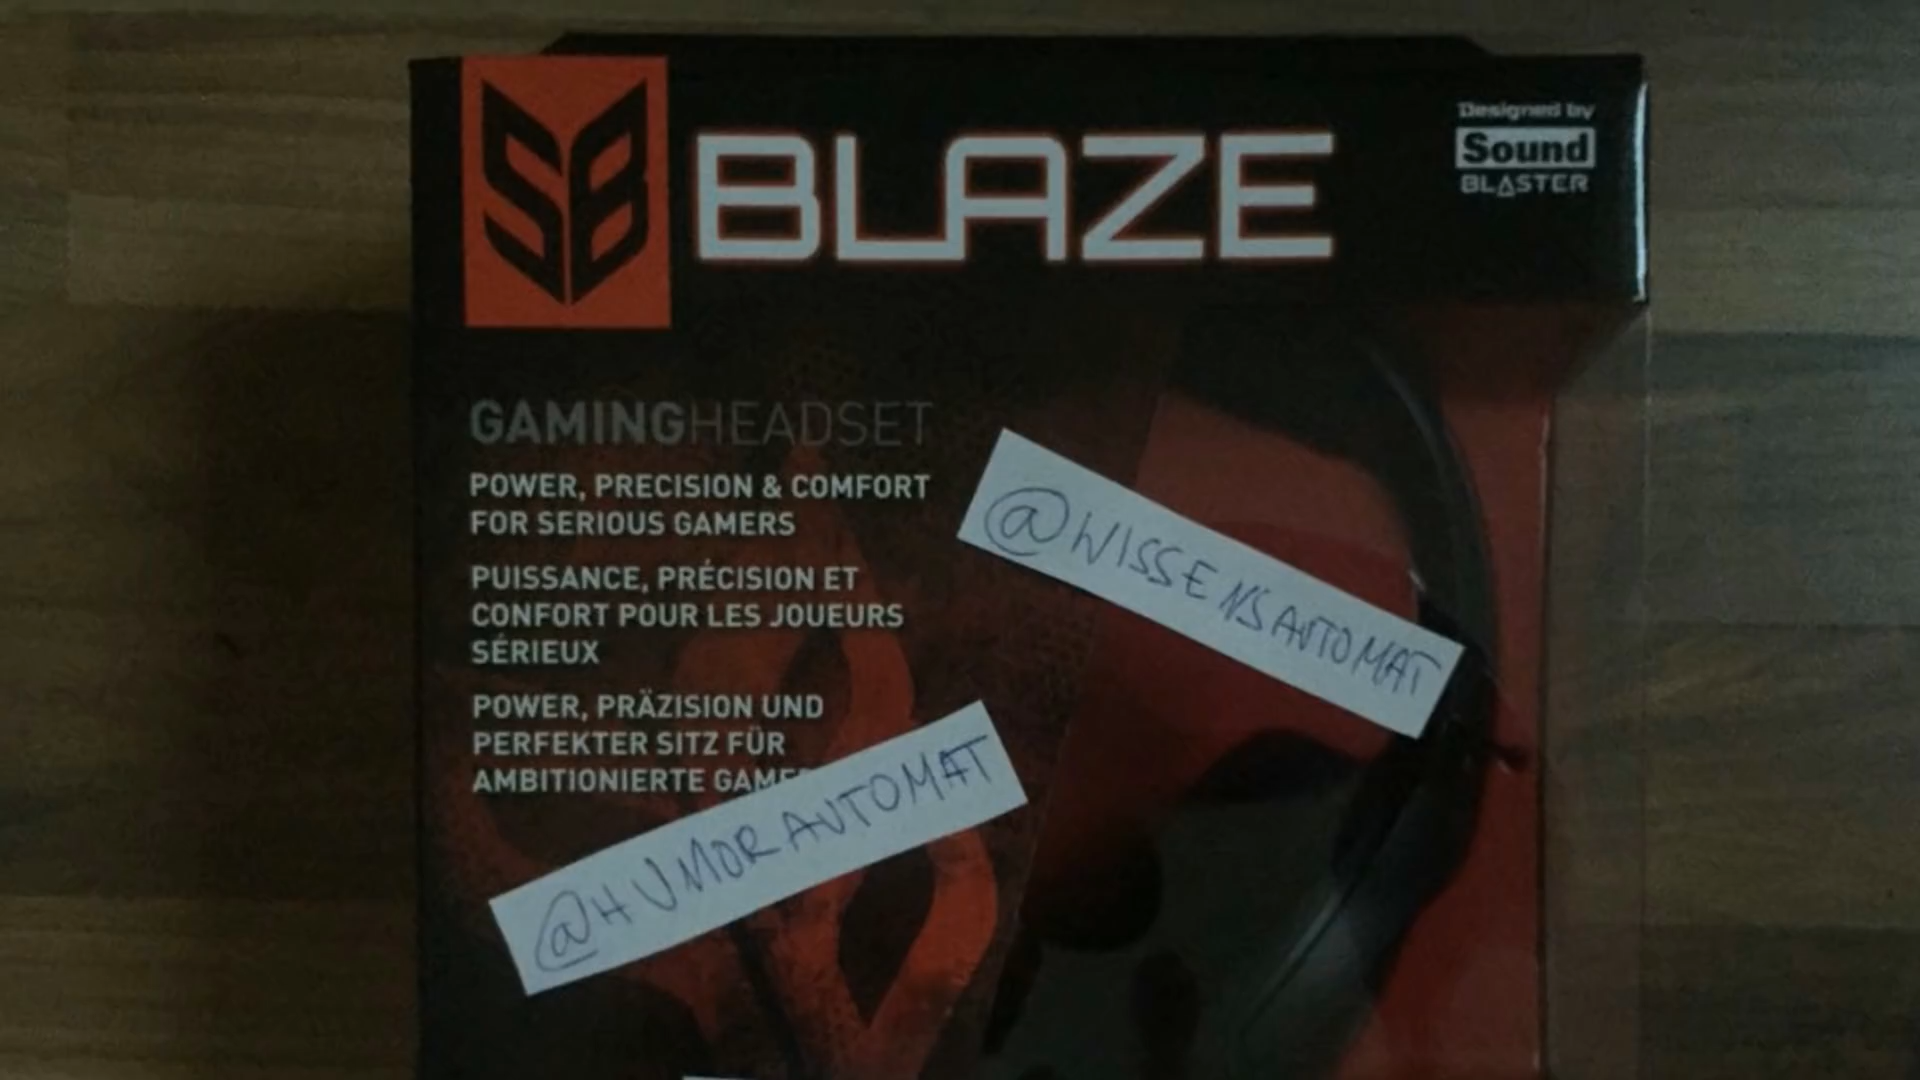 SB BLAZE
Designed by
Sound
BLASTER
GAMINGHEADSET
POWER, PRECISION & COMFORT
FOR SERIOUS GAMERS
PUISSANCE, PRÉCISION ET
CONFORT POUR LES JOUEURS
SÉRIEUX
POWER, PRÄZISION UND
PERFEKTER SITZ FÜR
AMBITIONIERTE
@WISSENSAUTOMAT
@HUMORAUTOMAT